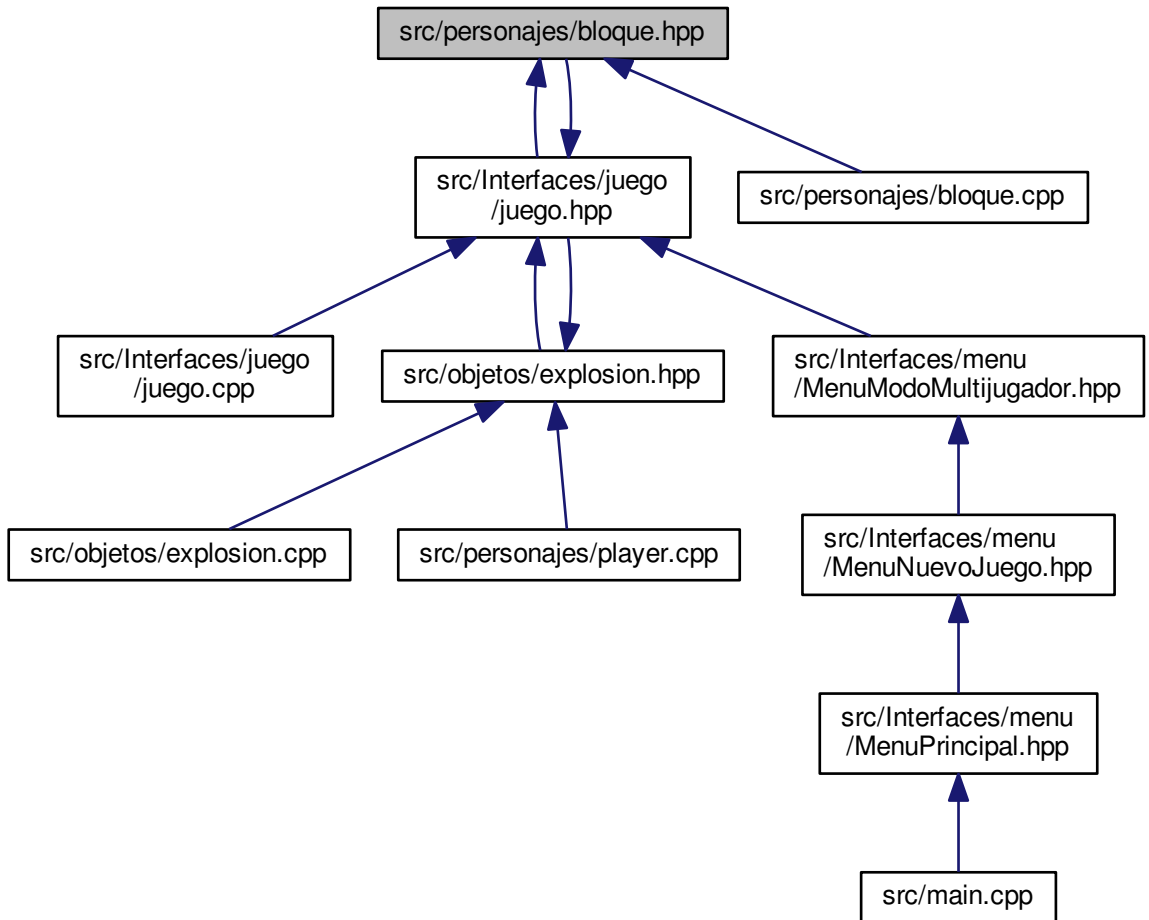 src/personajes/bloque.hpp
src/Interfaces/juego
/juego.hpp
src/personajes/bloque.cpp
src/Interfaces/juego
/juego.cpp
src/objetos/explosion.hpp
src/Interfaces/menu
/MenuModoMultijugador.hpp
src/objetos/explosion.cpp
src/personajes/player.cpp
src/Interfaces/menu
/MenuNuevoJuego.hpp
src/Interfaces/menu
/MenuPrincipal.hpp
src/main.cpp